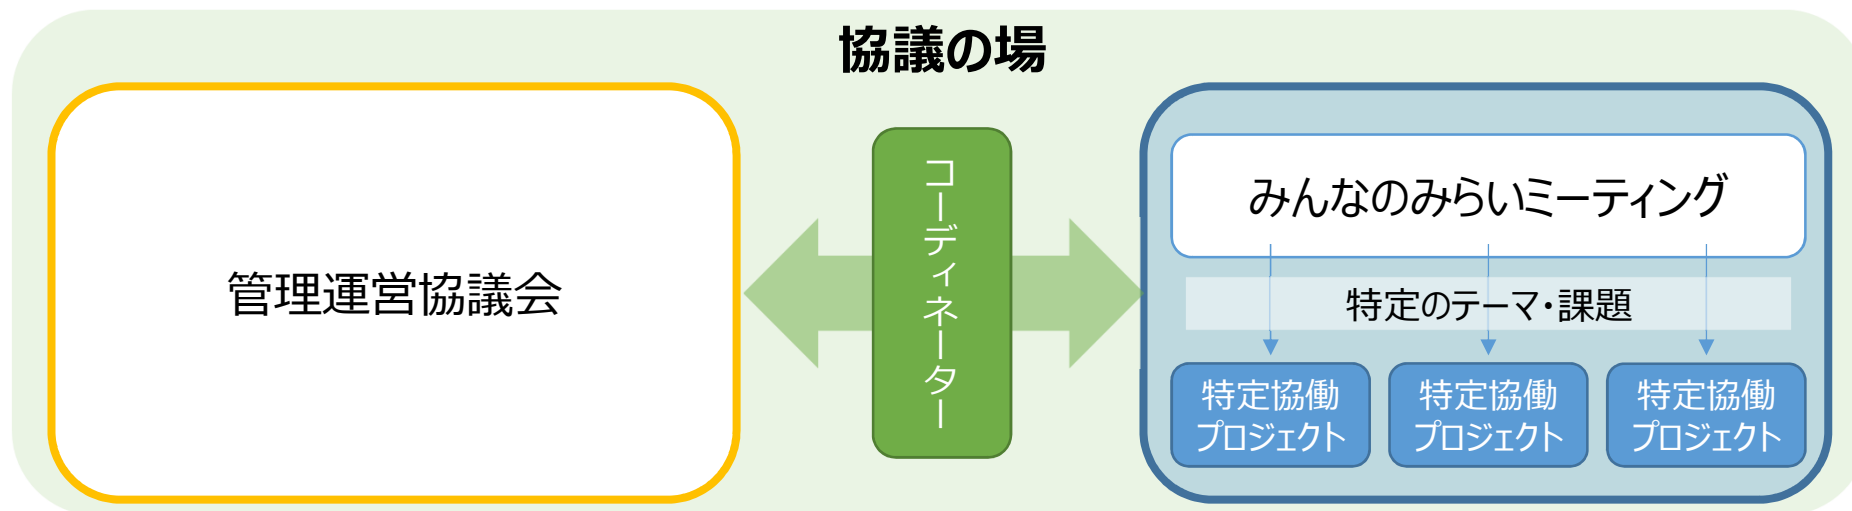 協議の場
管理運営協議会
コーディネーター
みんなのみらいミーティング
特定のテーマ・課題
特定協働
プロジェクト
特定協働
プロジェクト
特定協働
プロジェクト